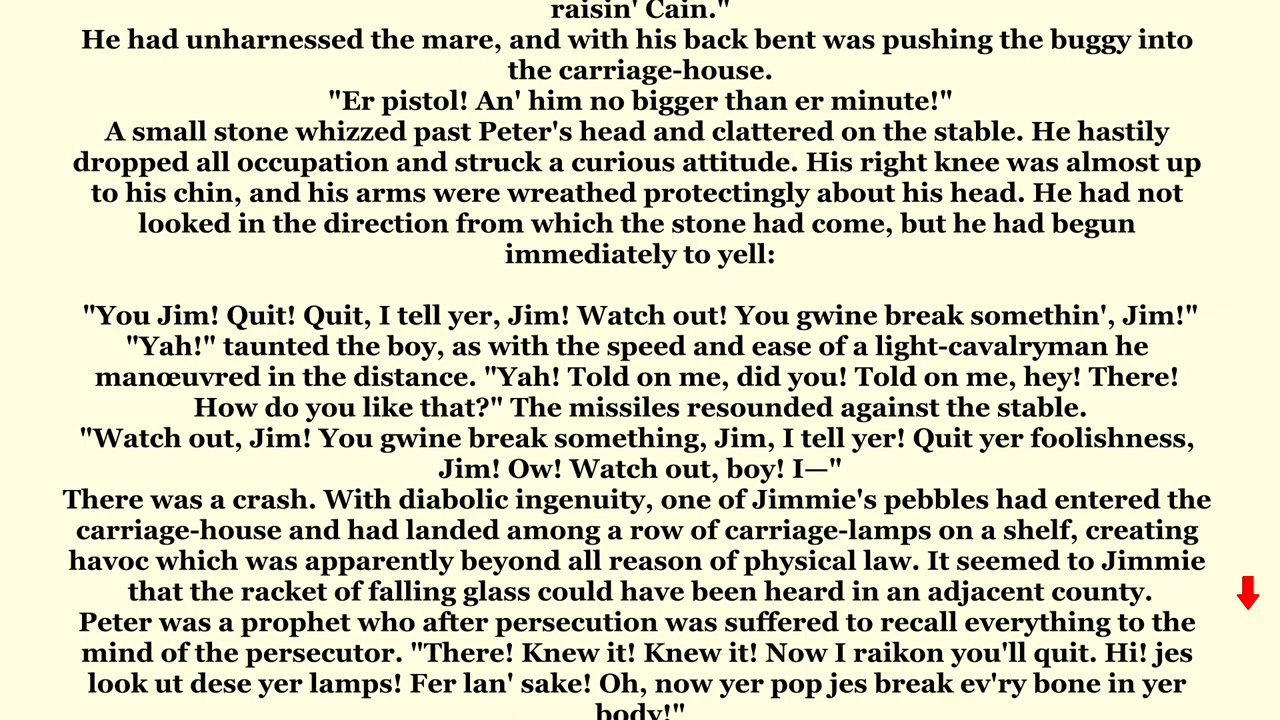 raisin' Cain."
He had unharnessed the mare, and with his back bent was pushing the buggy into
the carriage-house.
"Er pistol! An' him no bigger than er minute!"
A small stone whizzed past Peter's head and clattered on the stable. He hastily
dropped all occupation and struck a curious attitude. His right knee was almost up
to his chin, and his arms were wreathed protectingly about his head. He had not
looked in the direction from which the stone had come, but he had begun
immediately to yell:
"You Jim! Quit! Quit, I tell yer, Jim! Watch out! You gwine break somethin', Jim!"
"Yah!" taunted the boy, as with the speed and ease of a light-cavalryman he
manœuvred in the distance. "Yah! Told on me, did you! Told on me, hey! There!
How do you like that?" The missiles resounded against the stable.
"Watch out, Jim! You gwine break something, Jim, I tell yer! Quit yer foolishness,
Jim! Ow! Watch out, boy! I—"
There was a crash. With diabolic ingenuity, one of Jimmie's pebbles had entered the
carriage-house and had landed among a row of carriage-lamps on a shelf, creating
havoc which was apparently beyond all reason of physical law. It seemed to Jimmie
that the racket of falling glass could have been heard in an adjacent county.
Peter was a prophet who after persecution was suffered to recall everything to the
mind of the persecutor. "There! Knew it! Knew it! Now I raikon you'll quit. Hi! jes
look ut dese yer lamps! Fer lan' sake! Oh, now yer pop jes break ev'ry bone in yer
body!"